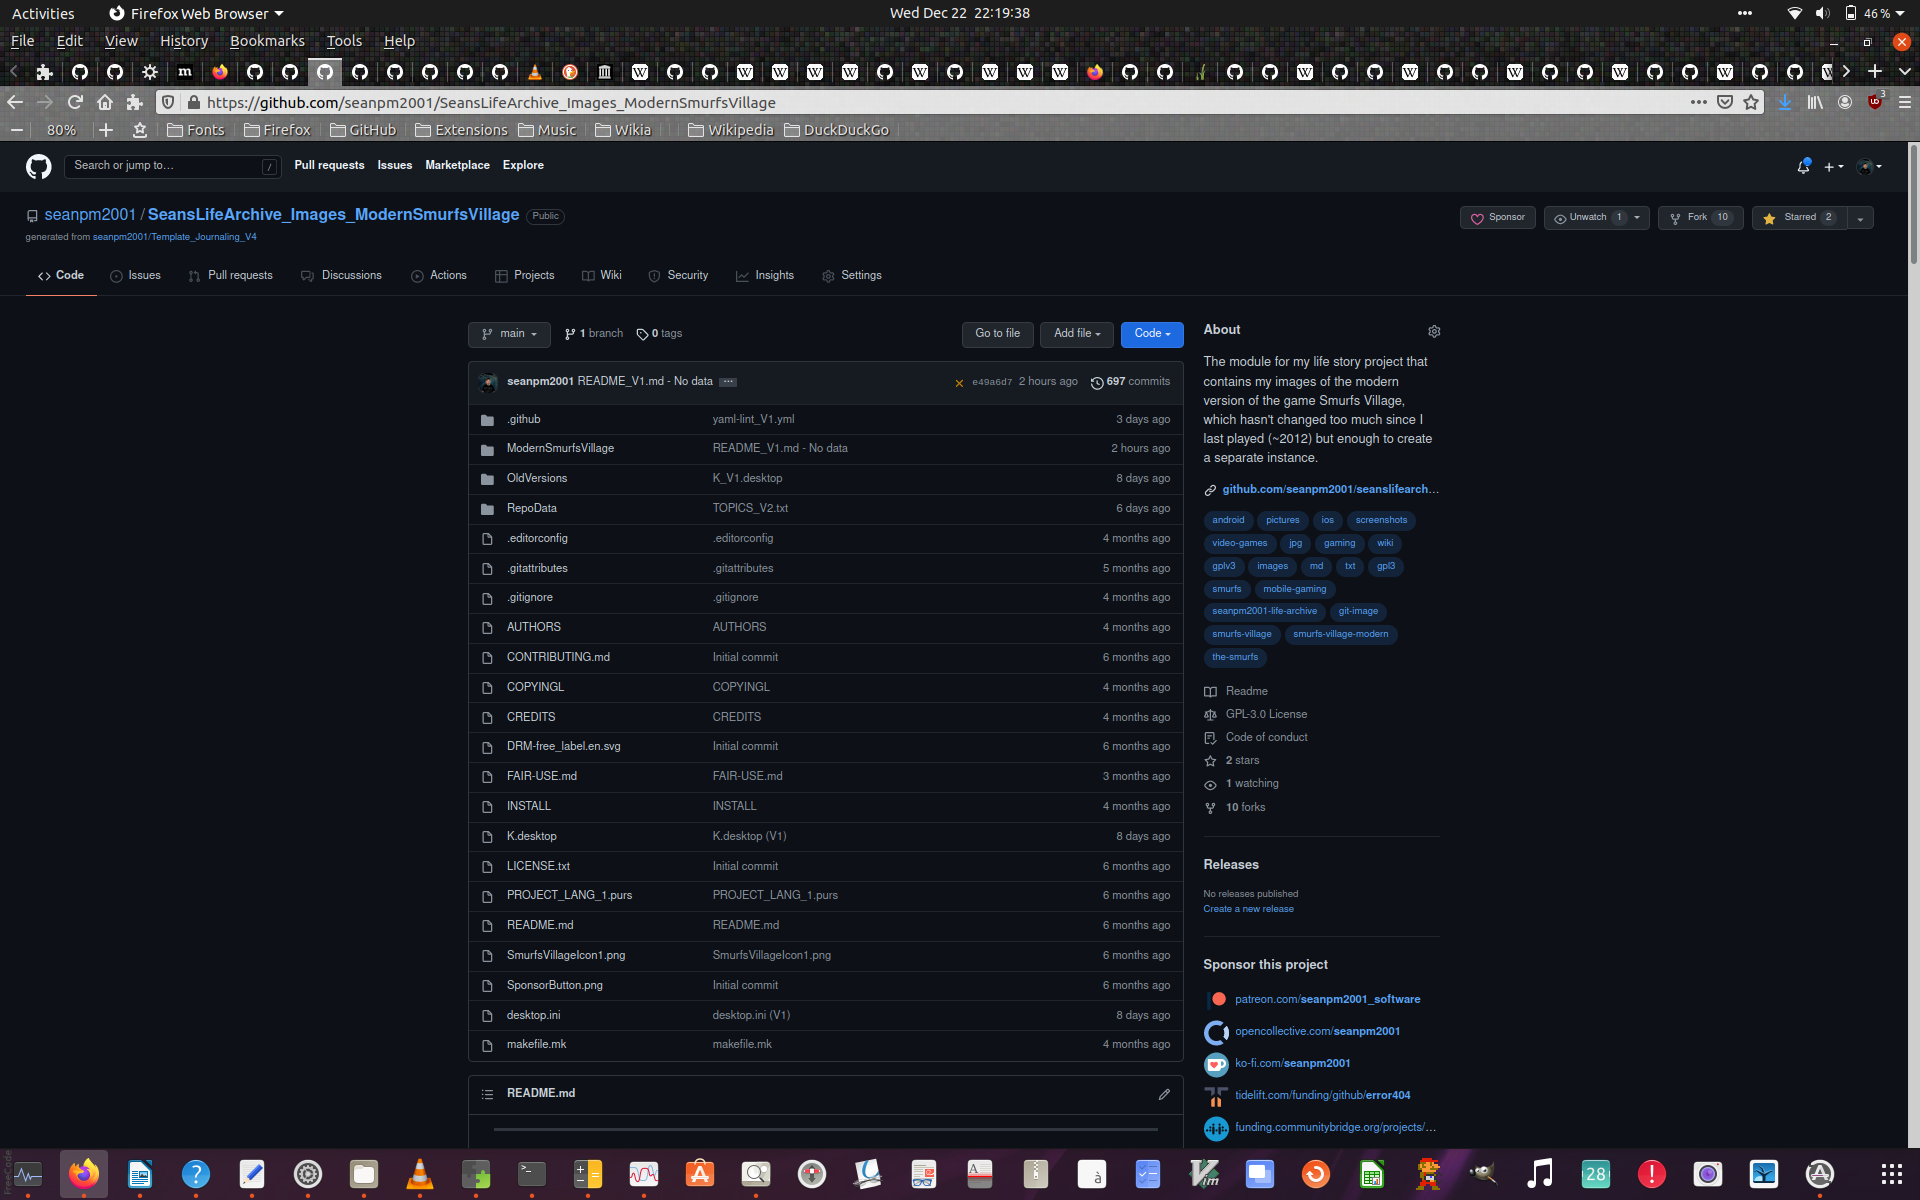 Activities Firefox Web Browser Wed Dec 22 22:19:38 46 %
File Edit View History Bookmarks Tools Help
https://github.com/seanpm2001/SeansLifeArchive_Images_ModernSmurfsVillage 3
80% Fonts Firefox GitHub Extensions Music Wikia Wikipedia DuckDuckGo
Search or jump to… / Pull requests Issues Marketplace Explore
seanpm2001 / SeansLifeArchive_Images_ModernSmurfsVillage Public
Sponsor Unwatch 1 Fork 10 Starred 2
generated from seanpm2001/Template_Journaling_V4
Code Issues Pull requests Discussions Actions Projects Wiki Security Insights Settings
main 1 branch 0 tags Go to file Add file Code
seanpm2001 README_V1.md - No data e49a6d7 2 hours ago 697 commits
.github yaml-lint_V1.yml 3 days ago
ModernSmurfsVillage README_V1.md - No data 2 hours ago
OldVersions K_V1.desktop 8 days ago
RepoData TOPICS_V2.txt 6 days ago
.editorconfig .editorconfig 4 months ago
.gitattributes .gitattributes 5 months ago
.gitignore .gitignore 4 months ago
AUTHORS AUTHORS 4 months ago
CONTRIBUTING.md Initial commit 6 months ago
COPYINGL COPYINGL 4 months ago
CREDITS CREDITS 4 months ago
DRM-free_label.en.svg Initial commit 6 months ago
FAIR-USE.md FAIR-USE.md 3 months ago
INSTALL INSTALL 4 months ago
K.desktop K.desktop (V1) 8 days ago
LICENSE.txt Initial commit 6 months ago
PROJECT_LANG_1.purs PROJECT_LANG_1.purs 6 months ago
README.md README.md 6 months ago
SmurfsVillageIcon1.png SmurfsVillageIcon1.png 6 months ago
SponsorButton.png Initial commit 6 months ago
desktop.ini desktop.ini (V1) 8 days ago
makefile.mk makefile.mk 4 months ago
README.md
About
The module for my life story project that
contains my images of the modern
version of the game Smurfs Village,
which hasn't changed too much since I
last played (~2012) but enough to create
a separate instance.
github.com/seanpm2001/seanslifearch…
android pictures ios screenshots
video-games jpg gaming wiki
gplv3 images md txt gpl3
smurfs mobile-gaming
seanpm2001-life-archive git-image
smurfs-village smurfs-village-modern
the-smurfs
Readme
GPL-3.0 License
Code of conduct
2 stars
1 watching
10 forks
Releases
No releases published
Create a new release
Sponsor this project
patreon.com/seanpm2001_software
opencollective.com/seanpm2001
ko-fi.com/seanpm2001
tidelift.com/funding/github/error404
funding.communitybridge.org/projects/…
28